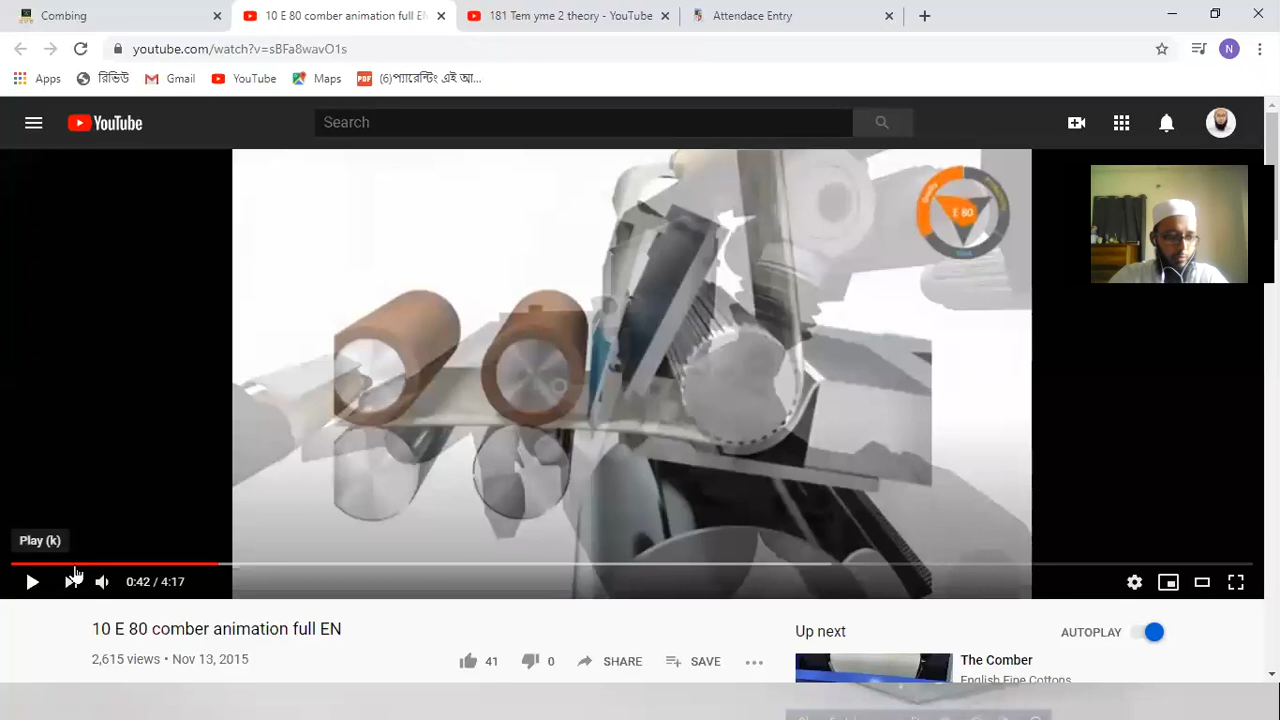 Combing
10 E 80 comber animation full EN
181 Tem yme 2 theory - YouTube
Attendace Entry
youtube.com/watch?v=sBFa8wavO1s
N
Apps
রিভিউ
Gmail
YouTube
Maps
PDF
(6)প্যারেন্টিং এই আ...
YouTube
Search
E 80
Play (k)
0:42 / 4:17
10 E 80 comber animation full EN
2,615 views • Nov 13, 2015
41
0
SHARE
SAVE
Up next
AUTOPLAY
The Comber
English Fine Cottons